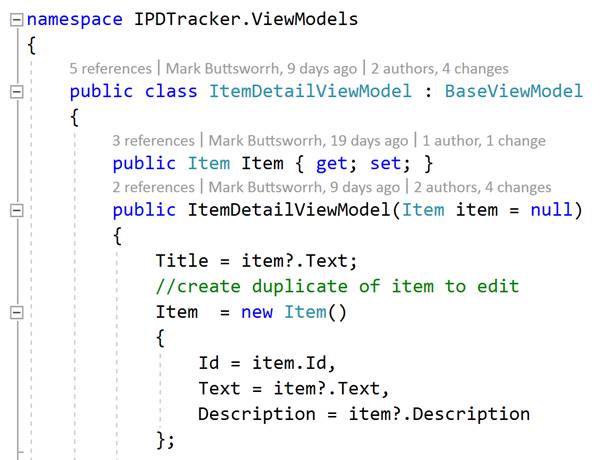 namespace IPDTracker.ViewModels
{
5 references | Mark Buttsworrh, 9 days ago | 2 authors, 4 changes
public class ItemDetailViewModel : BaseViewModel
{
3 references | Mark Buttsworrh, 19 days ago | 1 author, 1 change
public Item Item { get; set; }
2 references | Mark Buttsworrh, 9 days ago | 2 authors, 4 changes
public ItemDetailViewModel(Item item = null)
{
Title = item?.Text;
//create duplicate of item to edit
Item  = new Item()
{
Id = item.Id,
Text = item?.Text,
Description = item?.Description
};